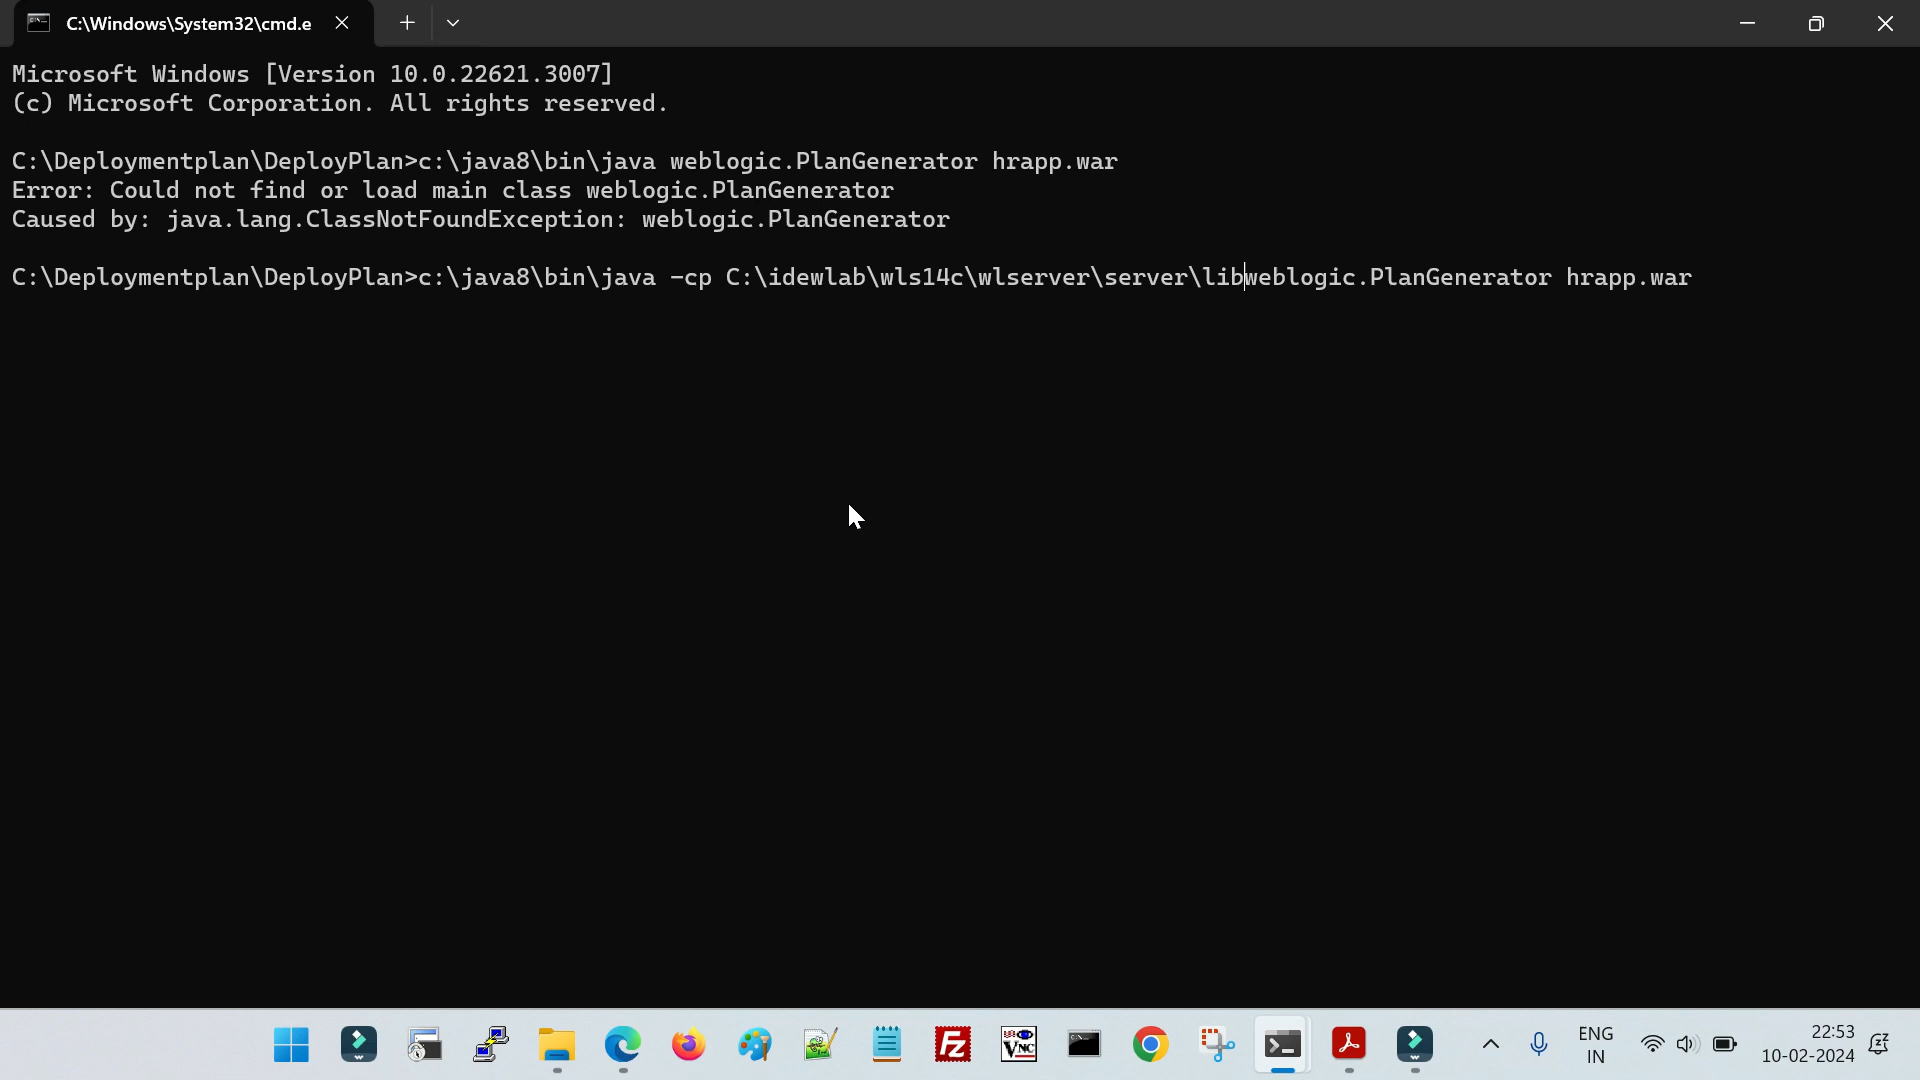 C:\Windows\System32\cmd.e
Microsoft Windows [Version 10.0.22621.3007]
(c) Microsoft Corporation. All rights reserved.
C:\Deploymentplan\DeployPlan>c:\java8\bin\java weblogic.PlanGenerator hrapp.war
Error: Could not find or load main class weblogic.PlanGenerator
Caused by: java.lang.ClassNotFoundException: weblogic.PlanGenerator
C:\Deploymentplan\DeployPlan>c:\java8\bin\java -cp C:\idewlab\wls14c\wlserver\server\libweblogic.PlanGenerator hrapp.war
ENG
IN
22:53
10-02-2024